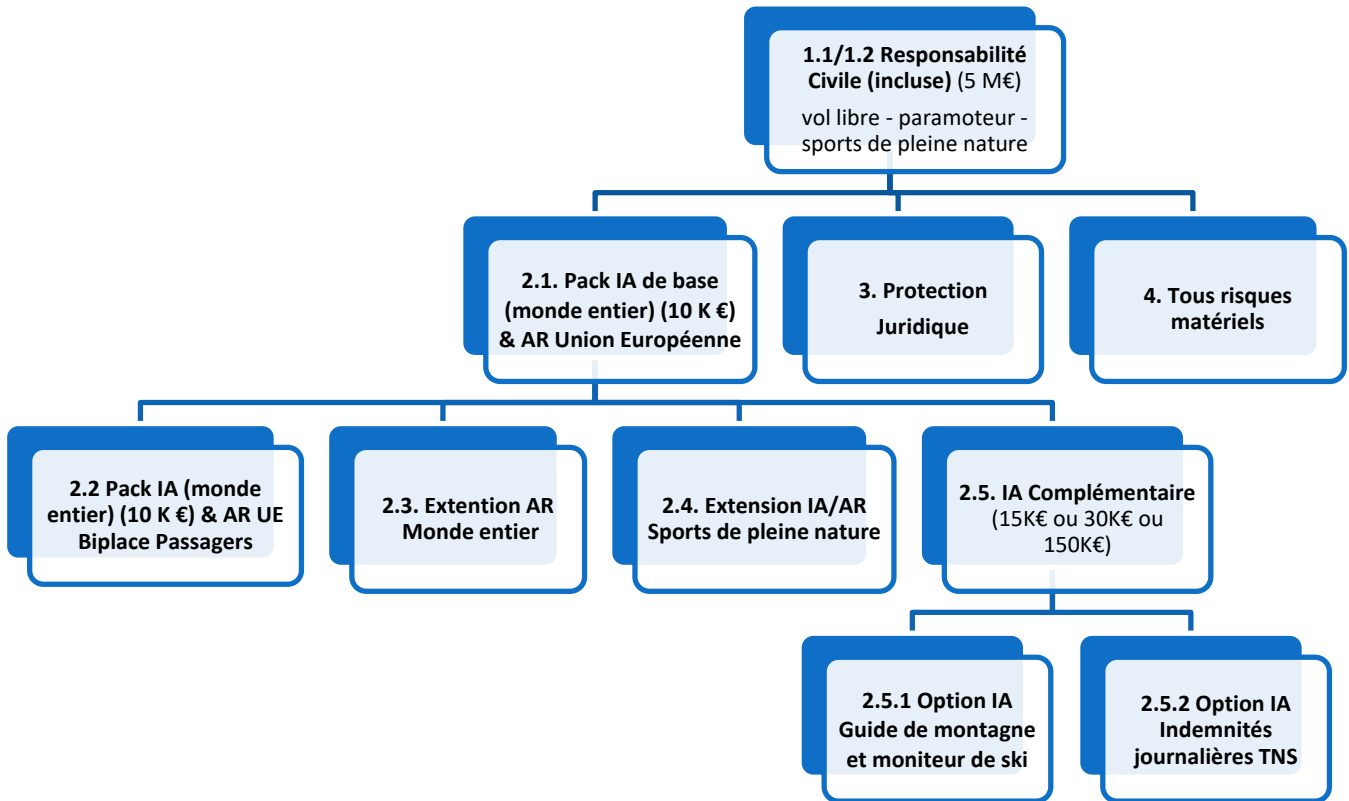 1.1/1.2 Responsabilité
Civile (incluse) (5 M€)
vol libre - paramoteur -
sports de pleine nature
2.1. Pack IA de base
(monde entier) (10 K €)
& AR Union Européenne
3. Protection
Juridique
4. Tous risques
matériels
2.2 Pack IA (monde
entier) (10 K €) & AR UE
Biplace Passagers
2.3. Extention AR
Monde entier
2.4. Extension IA/AR
Sports de pleine nature
2.5. IA Complémentaire
(15K€ ou 30K€ ou
150K€)
2.5.1 Option IA
Guide de montagne
et moniteur de ski
2.5.2 Option IA
Indemnités
journalières TNS